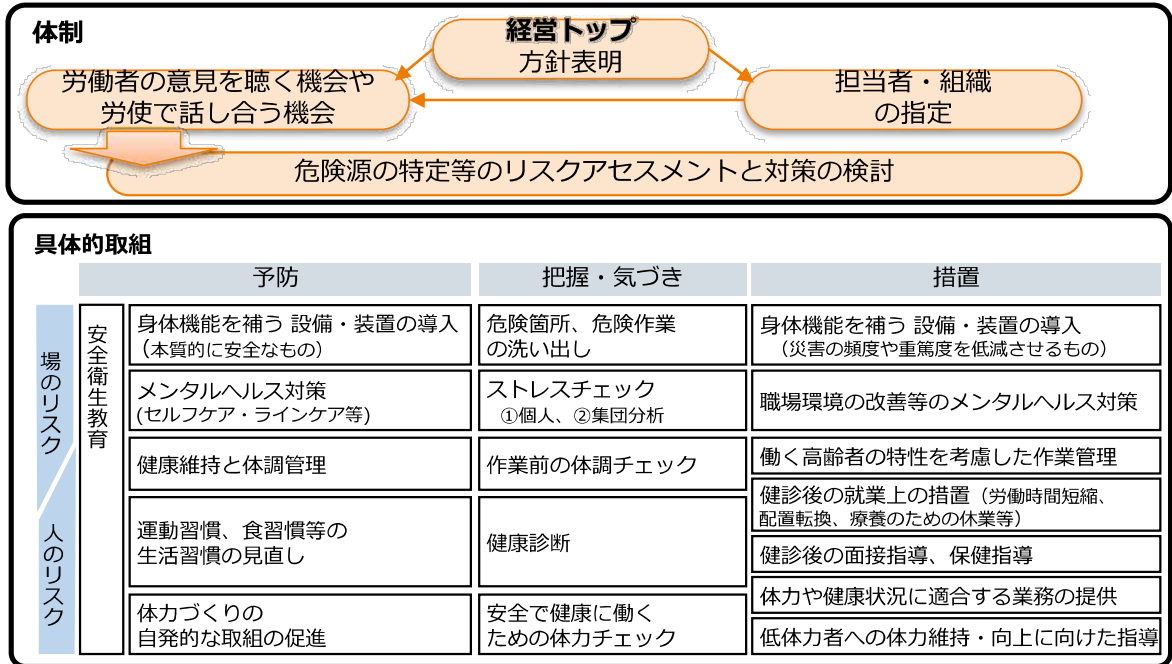 体制
経営トップ
方針表明
労働者の意見を聴く機会や
労使で話し合う機会
担当者・組織
の指定
危険源の特定等のリスクアセスメントと対策の検討
具体的取組
予防
把握・気づき
措置
場のリスク
人のリスク
安全衛生教育
身体機能を補う 設備・装置の導入
（本質的に安全なもの）
危険箇所、危険作業
の洗い出し
身体機能を補う 設備・装置の導入
（災害の頻度や重篤度を低減させるもの）
メンタルヘルス対策
(セルフケア・ラインケア等)
ストレスチェック
①個人、②集団分析
職場環境の改善等のメンタルヘルス対策
健康維持と体調管理
作業前の体調チェック
働く高齢者の特性を考慮した作業管理
運動習慣、食習慣等の
生活習慣の見直し
健康診断
健診後の就業上の措置（労働時間短縮、
配置転換、療養のための休業等）
健診後の面接指導、保健指導
体力づくりの
自発的な取組の促進
安全で健康に働く
ための体力チェック
体力や健康状況に適合する業務の提供
低体力者への体力維持・向上に向けた指導